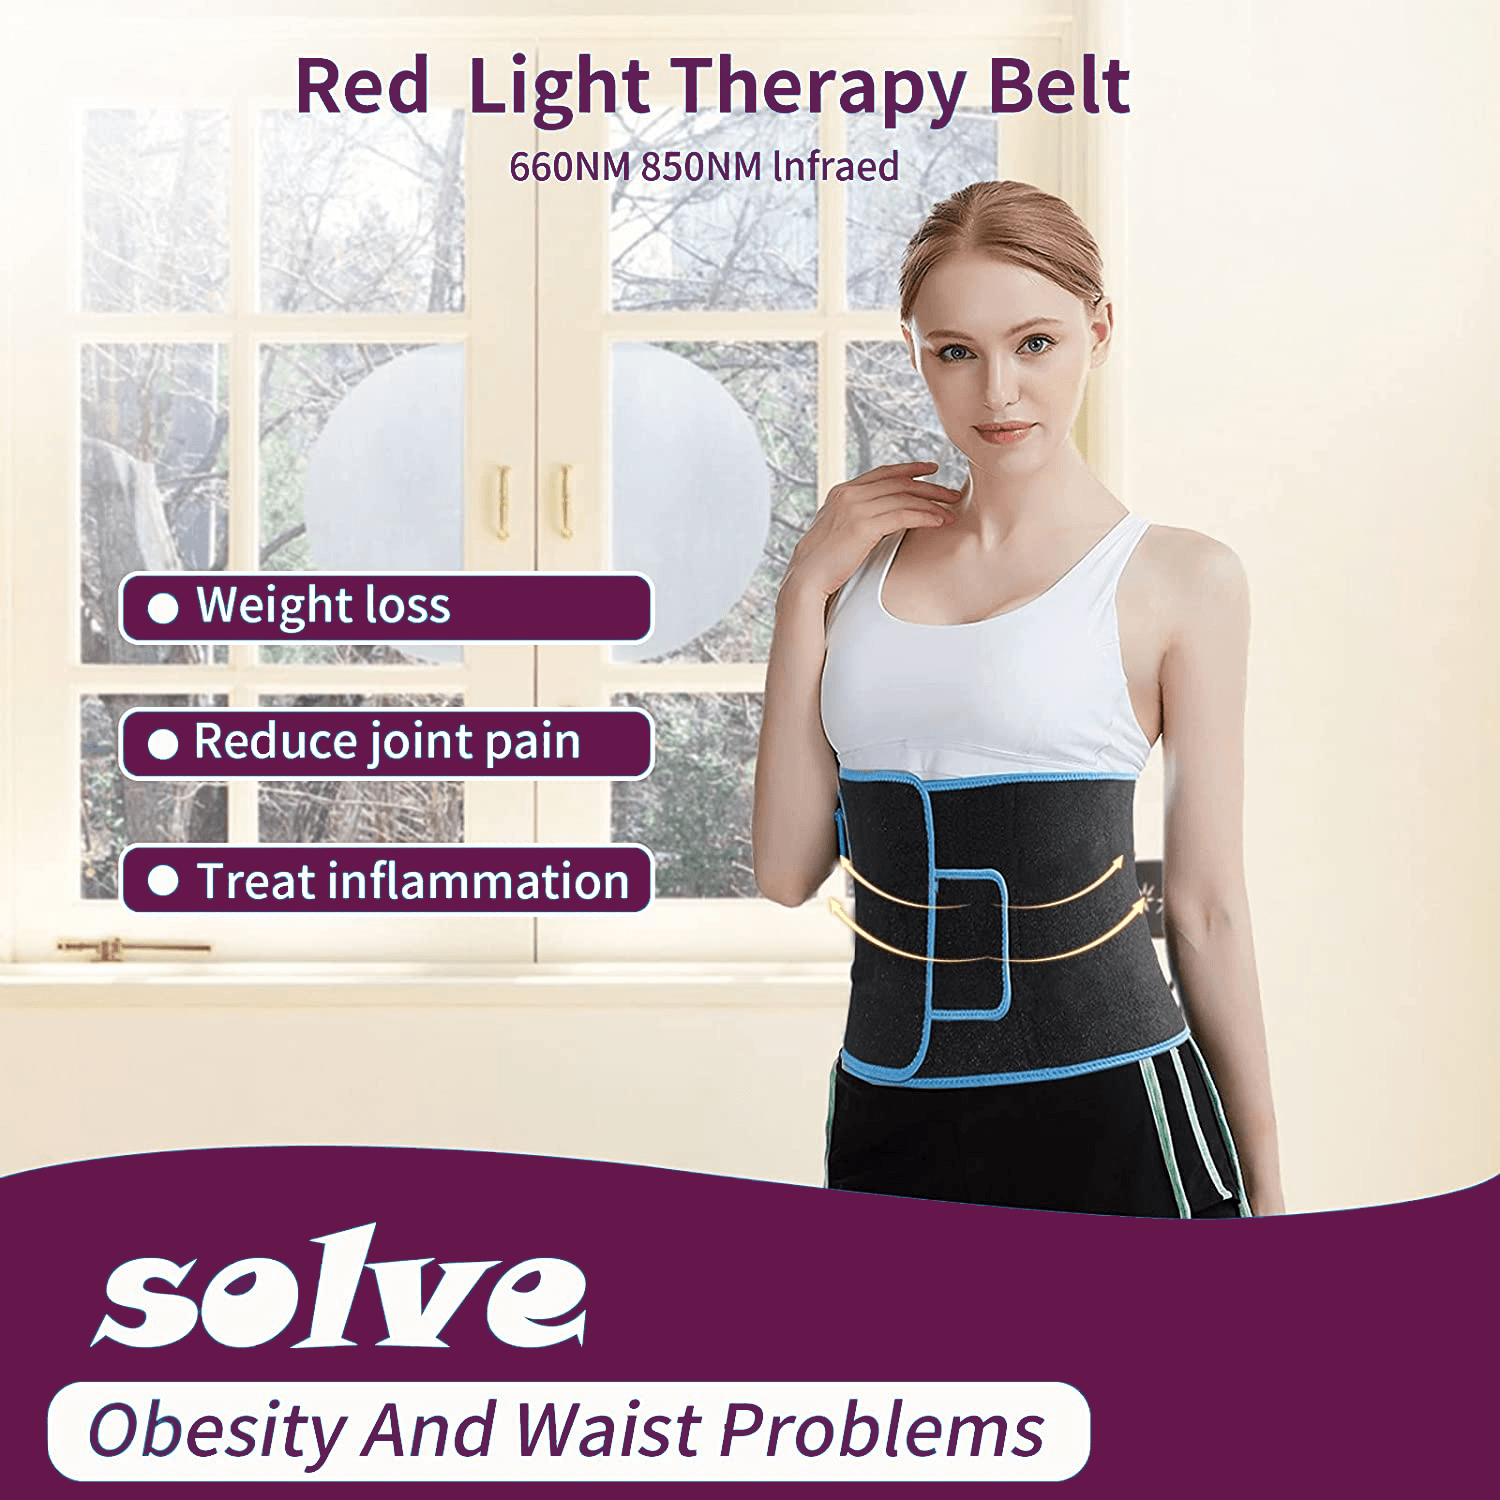 Red Light Therapy Belt
660NM 850NM lnfraed
Weight loss
Reduce joint pain
Treat inflammation
solve
Obesity And Waist Problems